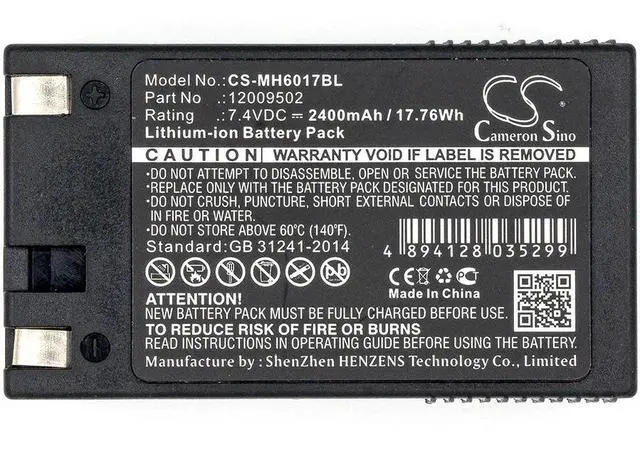 Model No.: CS-MH6017BL
Part No :12009502
Rating :7.4VDC ⎓ 2400mAh / 17.76Wh
Lithium-ion Battery Pack
CS
Cameron Sino
CAUTION WARRANTY VOID IF LABEL IS REMOVED
•DO NOT ATTEMPT TO DISASSEMBLE, OPEN OR SERVICE THE BATTERY PACK.
•REPLACE ONLY WITH THE BATTERY PACK DESIGNATED FOR THIS PRODUCT.
•DO NOT CRUSH, PUNCTURE, SHORT EXTERNAL CONTACTS OR DISPOSE OF
IN FIRE OR WATER.
•DO NOT STORE ABOVE 60°C (140°F).
Standard:GB 31241-2014
4 894128 035299
Pb
CE
Made In China
ATTENTION!
NEW BATTERY PACK MUST BE FULLY CHARGED BEFORE USE
TO REDUCE RISK OF FIRE OR BURNS
READ INSTRUCTIONS IN OPERATING MANUAL BEFORE USING.
Manufacture by : ShenZhen HENZENS Technology Co., Limited